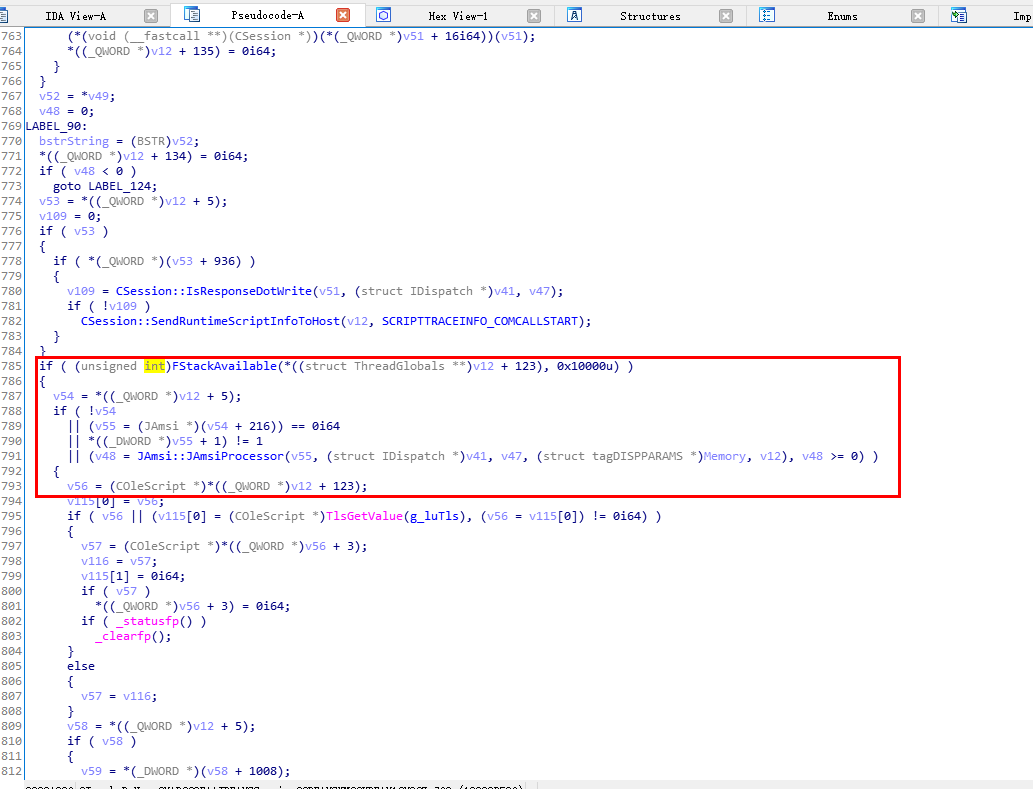 IDA View-A Pseudocode-A Hex View-1 Structures Enums Imp
763 (*(void (__fastcall **)(CSession *))(*(_QWORD *)v51 + 16i64))(v51);
764 *((_QWORD *)v12 + 135) = 0i64;
765 }
766 }
767 v52 = *v49;
768 v48 = 0;
769 LABEL_90:
770 bstrString = (BSTR)v52;
771 *((_QWORD *)v12 + 134) = 0i64;
772 if ( v48 < 0 )
773 goto LABEL_124;
774 v53 = *((_QWORD *)v12 + 5);
775 v109 = 0;
776 if ( v53 )
777 {
778 if ( *(_QWORD *)(v53 + 936) )
779 {
780 v109 = CSession::IsResponseDotWrite(v51, (struct IDispatch *)v41, v47);
781 if ( !v109 )
782 CSession::SendRuntimeScriptInfoToHost(v12, SCRIPTTRACEINFO_COMCALLSTART);
783 }
784 }
785 if ( (unsigned int)FStackAvailable(*((struct ThreadGlobals **)v12 + 123), 0x10000u) )
786 {
787 v54 = *((_QWORD *)v12 + 5);
788 if ( !v54
789 || (v55 = (JAmsi *)(v54 + 216)) == 0i64
790 || *((_DWORD *)v55 + 1) != 1
791 || (v48 = JAmsi::JAmsiProcessor(v55, (struct IDispatch *)v41, v47, (struct tagDISPPARAMS *)Memory, v12), v48 >= 0) )
792 {
793 v56 = (COleScript *)*((_QWORD *)v12 + 123);
794 v115[0] = v56;
795 if ( v56 || (v115[0] = (COleScript *)TlsGetValue(g_luTls), (v56 = v115[0]) != 0i64) )
796 {
797 v57 = (COleScript *)*((_QWORD *)v56 + 3);
798 v116 = v57;
799 v115[1] = 0i64;
800 if ( v57 )
801 *((_QWORD *)v56 + 3) = 0i64;
802 if ( _statusfp() )
803 _clearfp();
804 }
805 else
806 {
807 v57 = v116;
808 }
809 v58 = *((_QWORD *)v12 + 5);
810 if ( v58 )
811 {
812 v59 = *(_DWORD *)(v58 + 1008);